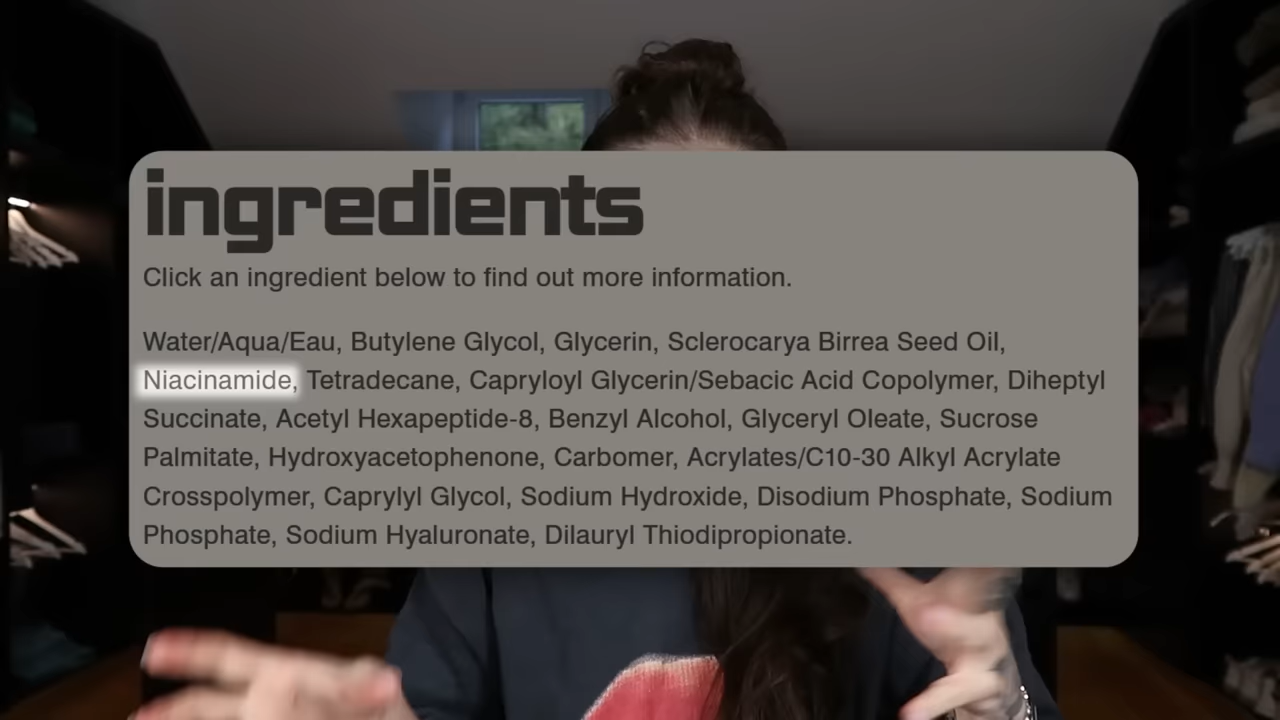 ingredients
Click an ingredient below to find out more information.
Water/Aqua/Eau, Butylene Glycol, Glycerin, Sclerocarya Birrea Seed Oil,
Niacinamide, Tetradecane, Capryloyl Glycerin/Sebacic Acid Copolymer, Diheptyl
Succinate, Acetyl Hexapeptide-8, Benzyl Alcohol, Glyceryl Oleate, Sucrose
Palmitate, Hydroxyacetophenone, Carbomer, Acrylates/C10-30 Alkyl Acrylate
Crosspolymer, Caprylyl Glycol, Sodium Hydroxide, Disodium Phosphate, Sodium
Phosphate, Sodium Hyaluronate, Dilauryl Thiodipropionate.